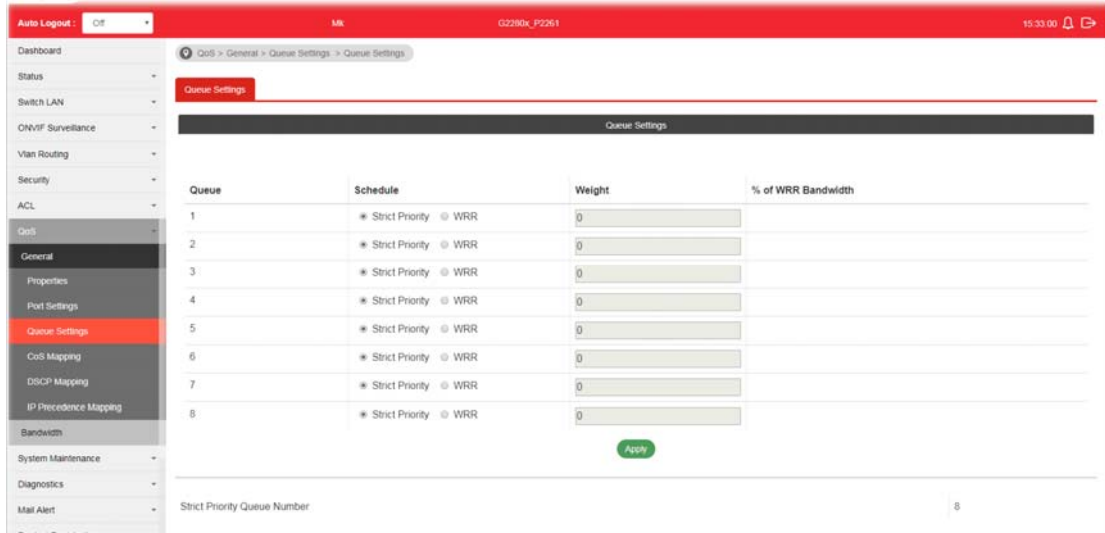 Auto Logout : Off Mk G2280x_P2261 15:33:00
Dashboard
QoS > General > Queue Settings > Queue Settings
Status
Switch LAN
ONVIF Surveillance
Vlan Routing
Security
ACL
QoS
General
Properties
Port Settings
Queue Settings
CoS Mapping
DSCP Mapping
IP Precedence Mapping
Bandwidth
System Maintenance
Diagnostics
Mail Alert
Queue Settings
Queue Settings
Queue Schedule Weight % of WRR Bandwidth
1 Strict Priority WRR 0
2 Strict Priority WRR 0
3 Strict Priority WRR 0
4 Strict Priority WRR 0
5 Strict Priority WRR 0
6 Strict Priority WRR 0
7 Strict Priority WRR 0
8 Strict Priority WRR 0
Apply
Strict Priority Queue Number 8